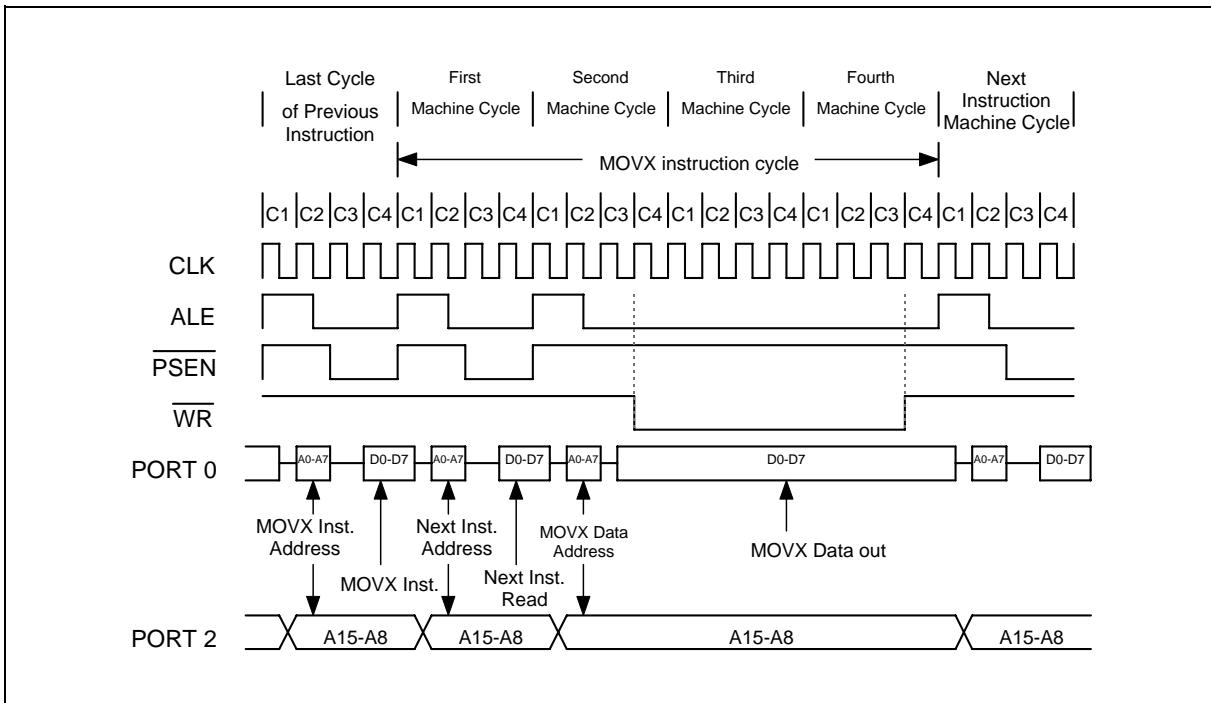 Last Cycle
of Previous
Instruction
First
Machine Cycle
Second
Machine Cycle
Third
Machine Cycle
Fourth
Machine Cycle
Next
Instruction
Machine Cycle
MOVX instruction cycle
C1 C2 C3 C4 C1 C2 C3 C4 C1 C2 C3 C4 C1 C2 C3 C4 C1 C2 C3 C4 C1 C2 C3 C4
CLK
ALE
PSEN
WR
PORT 0
A0-A7 D0-D7 A0-A7 D0-D7 A0-A7 D0-D7 A0-A7 D0-D7
MOVX Inst.
Address
MOVX Inst.
Next Inst.
Address
Next Inst.
Read
MOVX Data
Address
MOVX Data out
PORT 2
A15-A8 A15-A8 A15-A8 A15-A8